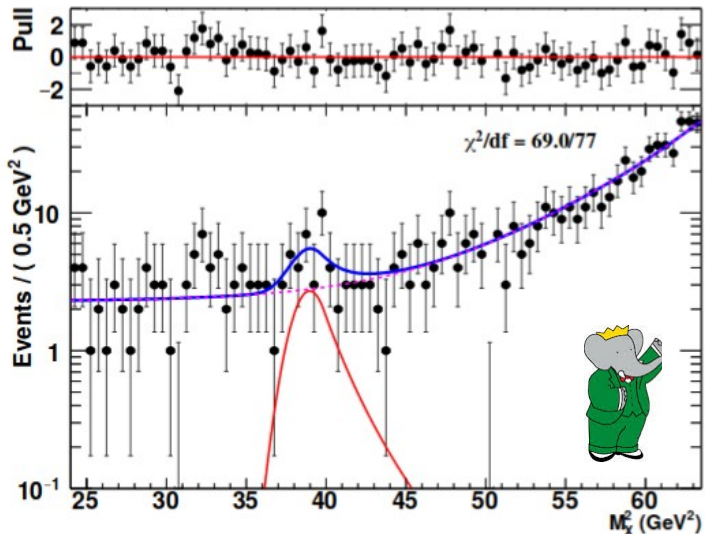 Pull
2
0
−2
χ²/df = 69.0/77
Events / ( 0.5 GeV² )
10
1
10⁻¹
25 30 35 40 45 50 55 60
Mₓ² (GeV²)